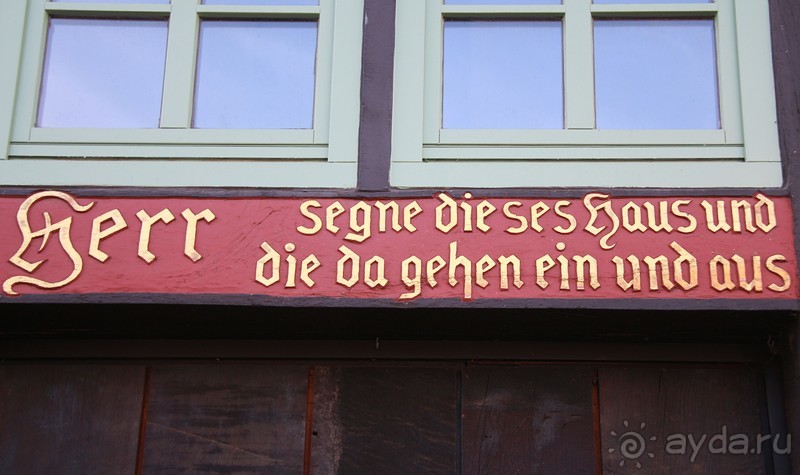 Herr segne dieses Haus und
die da gehen ein und aus
ayda.ru